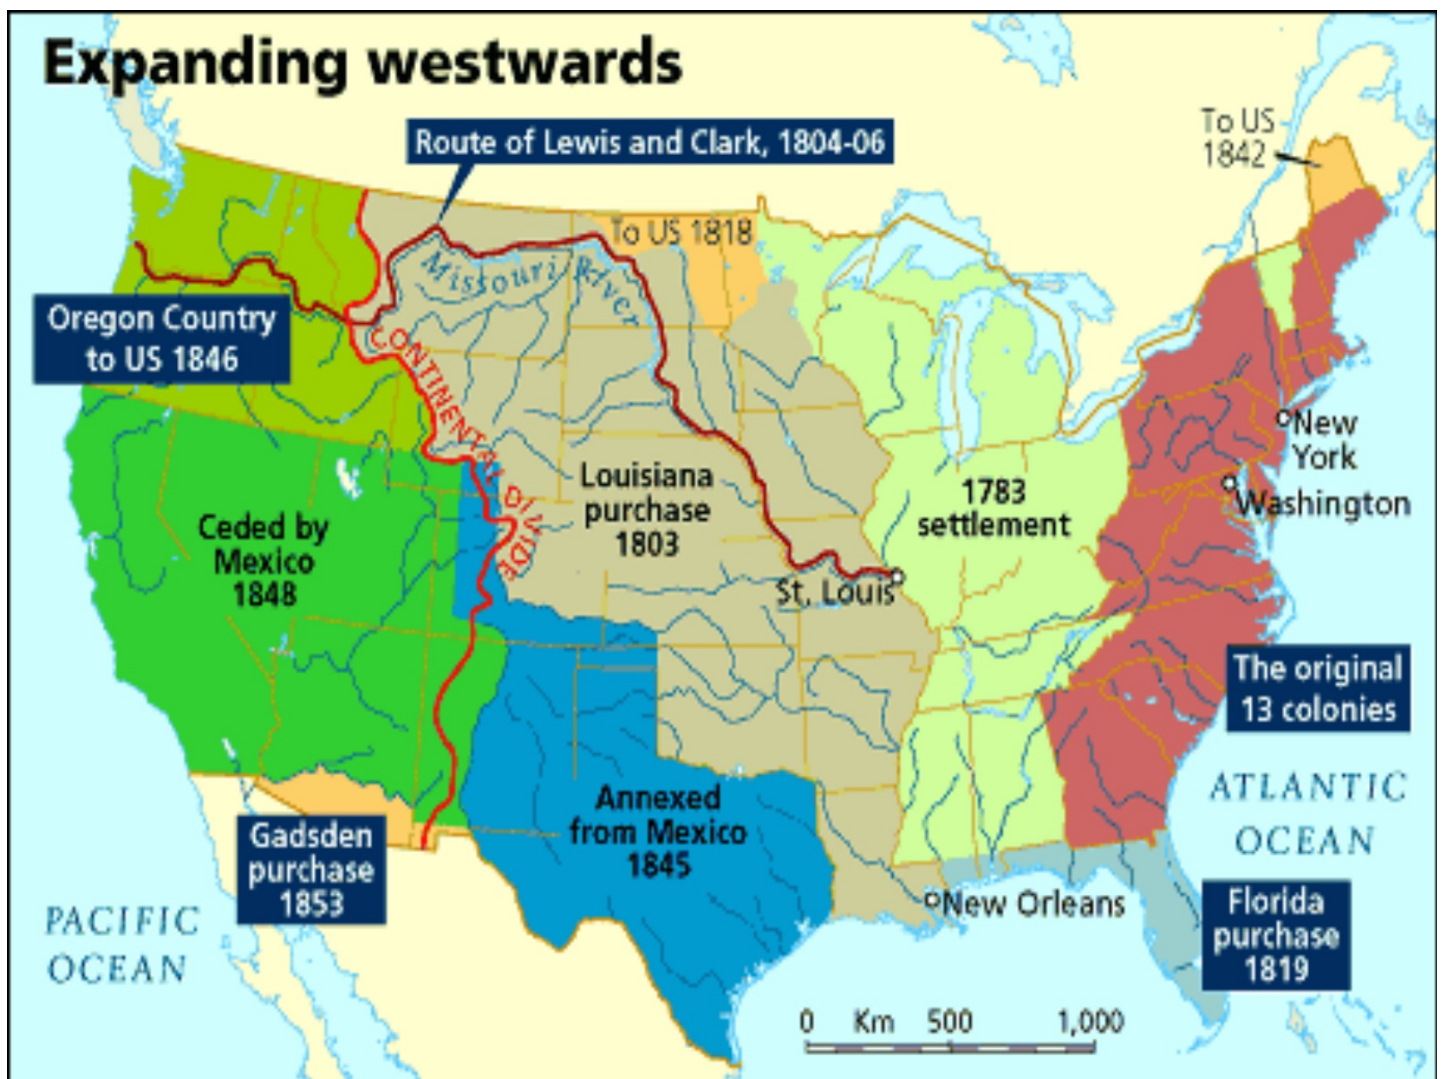 Expanding westwards
Route of Lewis and Clark, 1804-06
To US
1842
To US 1818
Missouri River
Oregon Country
to US 1846
CONTINENTAL DIVIDE
New
York
Washington
Louisiana
purchase
1803
1783
settlement
Ceded by
Mexico
1848
St. Louis
The original
13 colonies
ATLANTIC
OCEAN
Annexed
from Mexico
1845
Gadsden
purchase
1853
New Orleans
Florida
purchase
1819
PACIFIC
OCEAN
0 Km 500 1,000